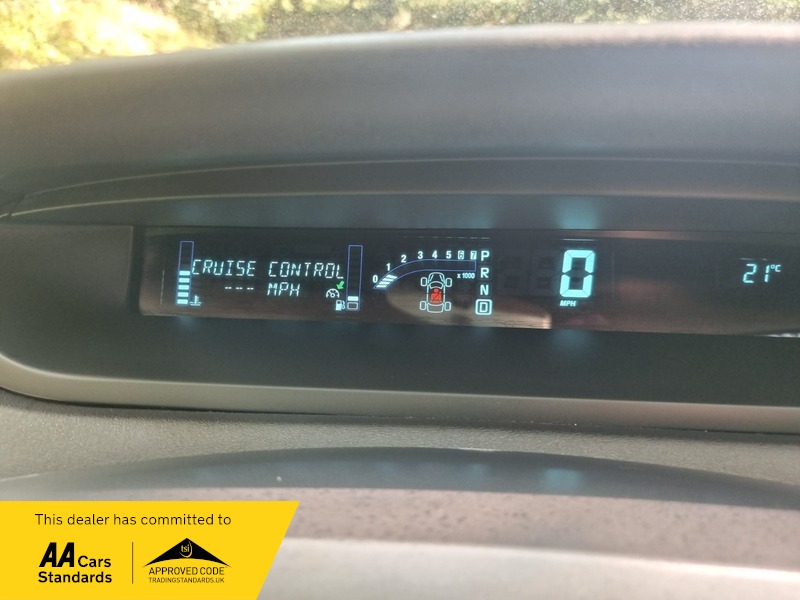 CRUISE CONTROL
--- MPH
0 1 2 3 4 5 6 7
x 1000
P
R
N
D
0
MPH
21°C
This dealer has committed to
AA Cars
Standards
tsi
APPROVED CODE
TRADINGSTANDARDS.UK